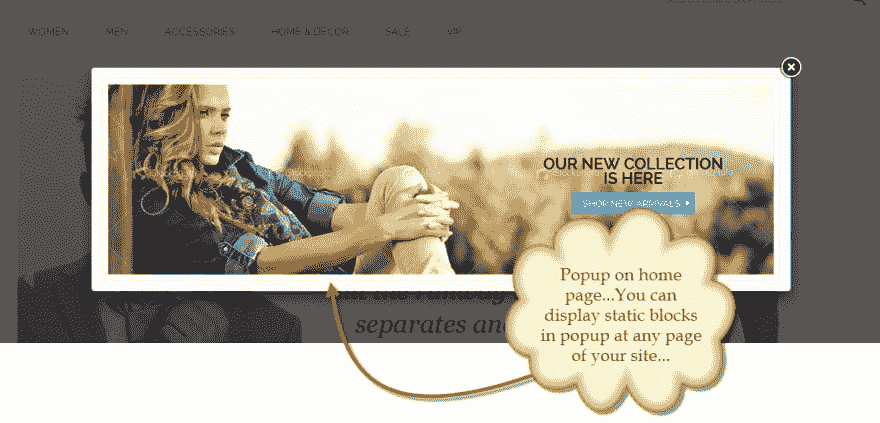 WOMEN MEN ACCESSORIES HOME & DECOR SALE VIP
OUR NEW COLLECTION
IS HERE
SHOP NEW ARRIVALS
separates and
Popup on home
page...You can
display static blocks
in popup at any page
of your site...